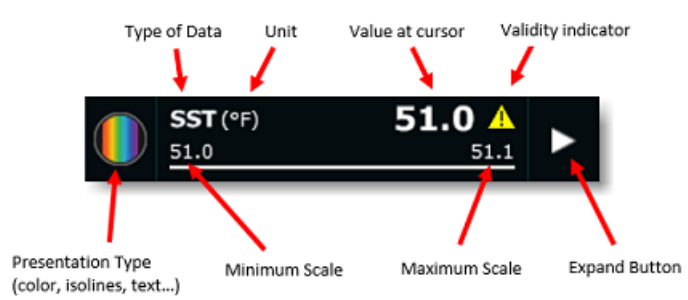 Type of Data Unit Value at cursor Validity indicator
SST (°F) 51.0
51.0 51.1
Presentation Type
(color, isolines, text...)
Minimum Scale Maximum Scale Expand Button